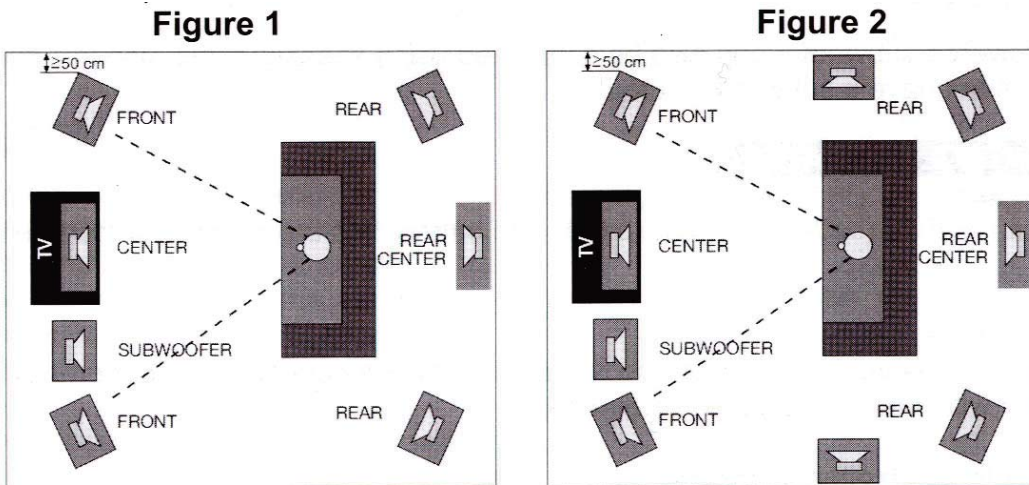 Figure 1
≥50 cm
FRONT
REAR
TV
CENTER
REAR
CENTER
SUBWOOFER
FRONT
REAR
Figure 2
≥50 cm
FRONT
REAR
TV
CENTER
REAR
CENTER
SUBWOOFER
FRONT
REAR